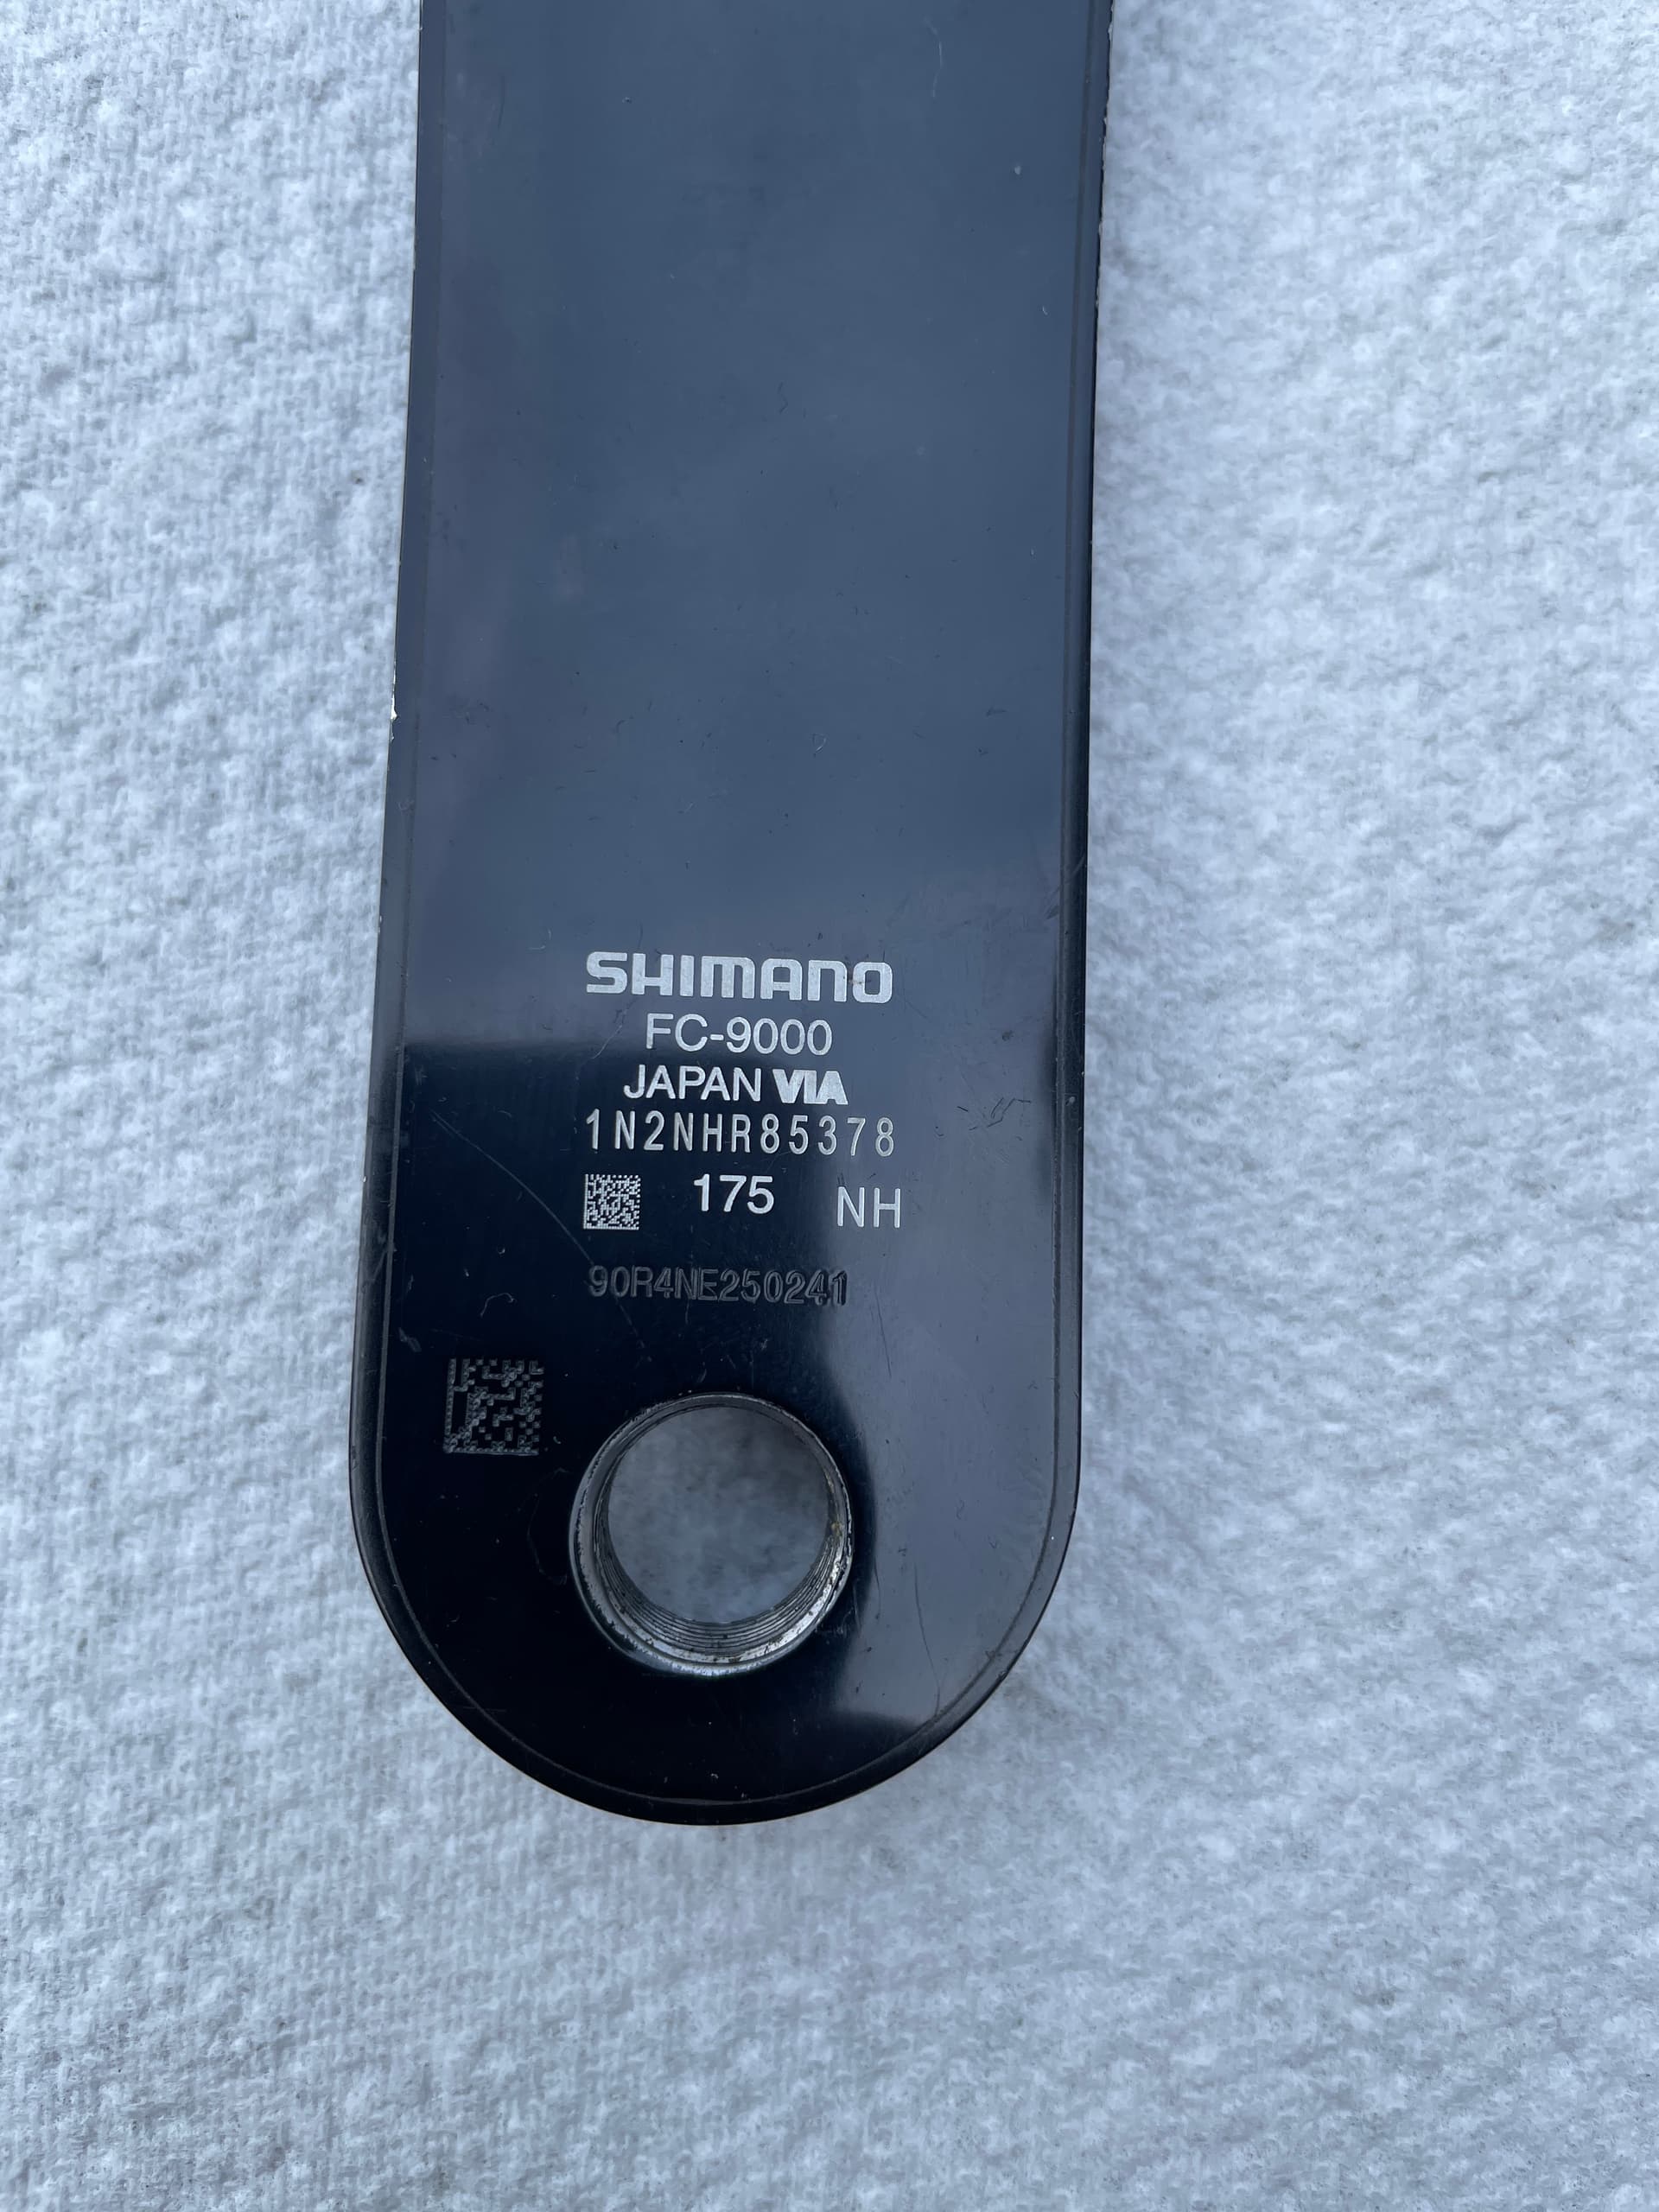 SHIMANO
FC-9000
JAPAN VIA
1N2NHR85378
175 NH
90R4NE250241